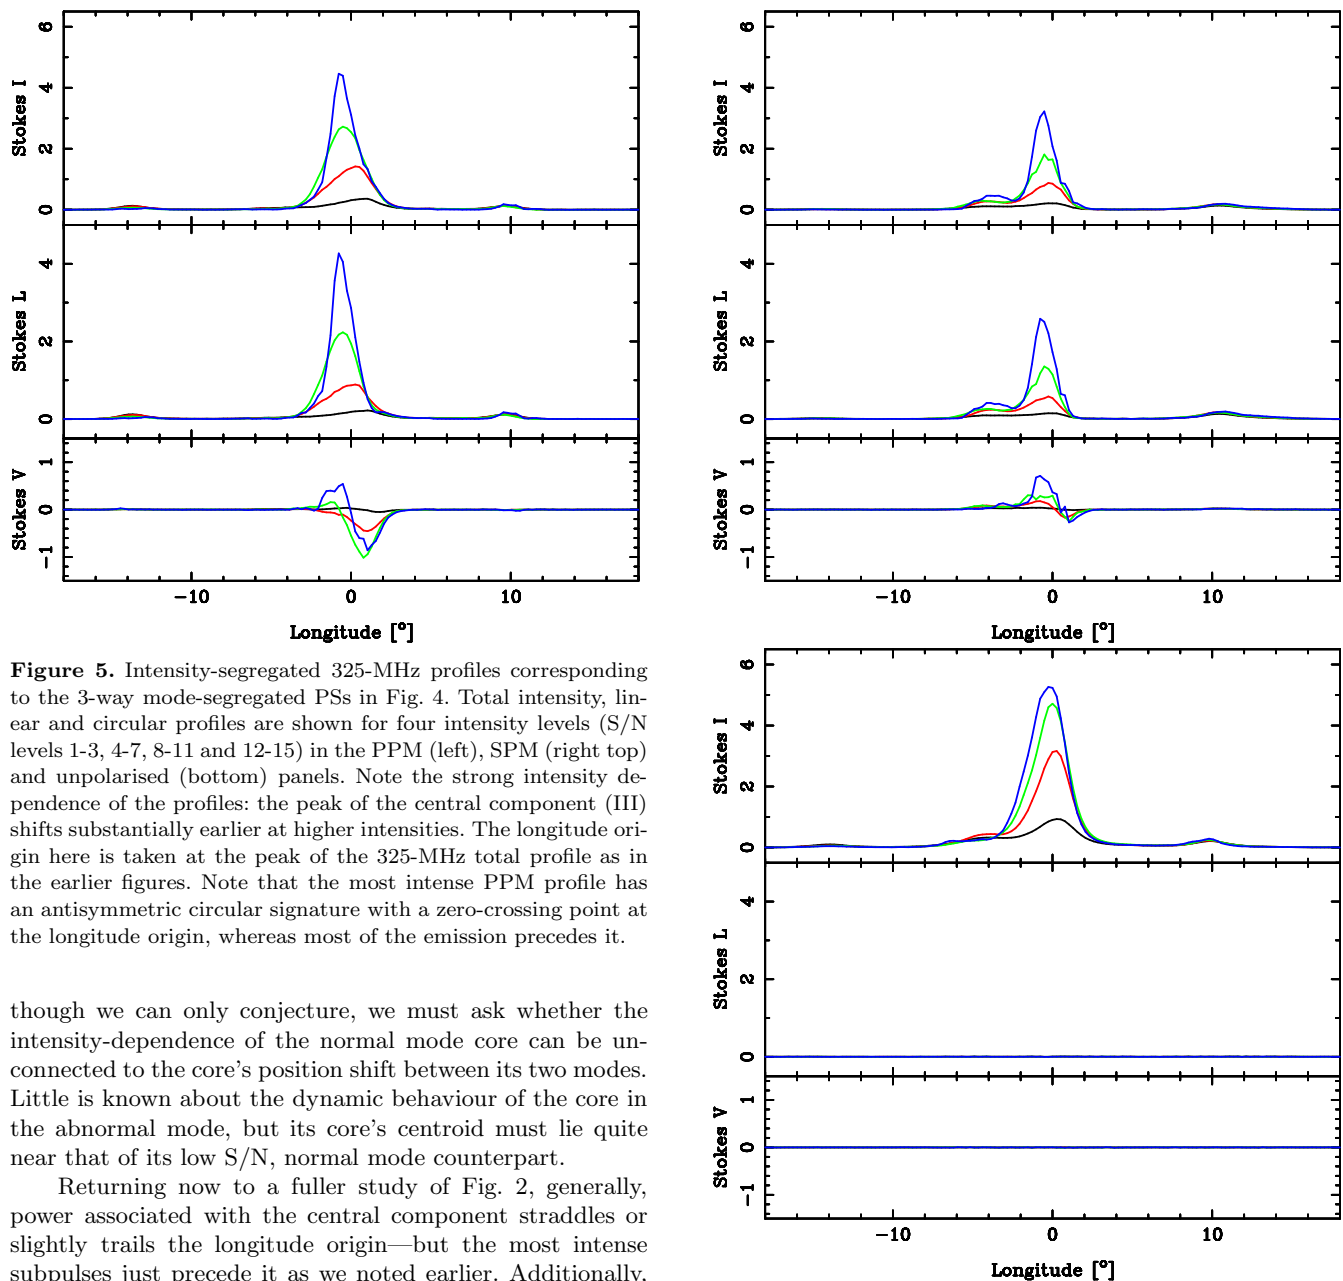 6
4
2
0
Stokes I
4
2
0
Stokes L
1
0
−1
Stokes V
−10 0 10
Longitude [°]
Figure 5. Intensity-segregated 325-MHz profiles corresponding
to the 3-way mode-segregated PSs in Fig. 4. Total intensity, lin-
ear and circular profiles are shown for four intensity levels (S/N
levels 1-3, 4-7, 8-11 and 12-15) in the PPM (left), SPM (right top)
and unpolarised (bottom) panels. Note the strong intensity de-
pendence of the profiles: the peak of the central component (III)
shifts substantially earlier at higher intensities. The longitude ori-
gin here is taken at the peak of the 325-MHz total profile as in
the earlier figures. Note that the most intense PPM profile has
an antisymmetric circular signature with a zero-crossing point at
the longitude origin, whereas most of the emission precedes it.
though we can only conjecture, we must ask whether the
intensity-dependence of the normal mode core can be un-
connected to the core's position shift between its two modes.
Little is known about the dynamic behaviour of the core in
the abnormal mode, but its core's centroid must lie quite
near that of its low S/N, normal mode counterpart.
Returning now to a fuller study of Fig. 2, generally,
power associated with the central component straddles or
slightly trails the longitude origin—but the most intense
subpulses just precede it as we noted earlier. Additionally,
6
4
2
0
Stokes I
4
2
0
Stokes L
1
0
−1
Stokes V
−10 0 10
Longitude [°]
6
4
2
0
Stokes I
4
2
0
Stokes L
1
0
−1
Stokes V
−10 0 10
Longitude [°]